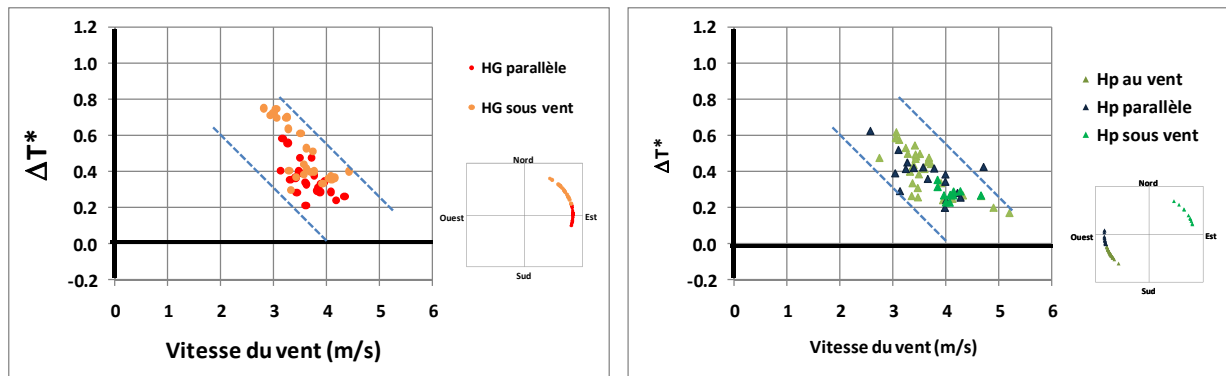 1.2
1.0
0.8
0.6
0.4
0.2
0.0
-0.2
ΔT*
0 1 2 3 4 5 6
Vitesse du vent (m/s)
HG parallèle
HG sous vent
Nord
Ouest
Est
Sud
1.2
1.0
0.8
0.6
0.4
0.2
0.0
-0.2
ΔT*
0 1 2 3 4 5 6
Vitesse du vent (m/s)
Hp au vent
Hp parallèle
Hp sous vent
Nord
Ouest
Est
Sud